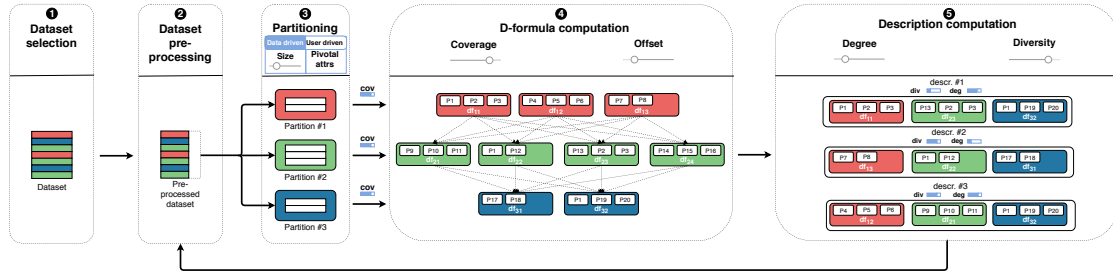 1
Dataset
selection
Dataset
2
Dataset
pre-
processing
Pre-
processed
dataset
3
Partitioning
Data driven User driven
Size Pivotal
attrs
Partition #1
Partition #2
Partition #3
cov
cov
cov
4
D-formula computation
Coverage Offset
P1 P2 P3 P4 P5 P6 P7 P8
df11 df12 df13
P9 P10 P11 P1 P12 P13 P2 P3 P14 P15 P16
df21 df22 df23 df24
P17 P18 P1 P19 P20
df31 df32
5
Description computation
Degree Diversity
descr. #1
div deg
P1 P2 P3 P13 P2 P3 P1 P19 P20
df11 df23 df32
descr. #2
div deg
P7 P8 P1 P12 P17 P18
df13 df22 df31
descr. #3
div deg
P4 P5 P6 P9 P10 P11 P1 P19 P20
df12 df21 df32